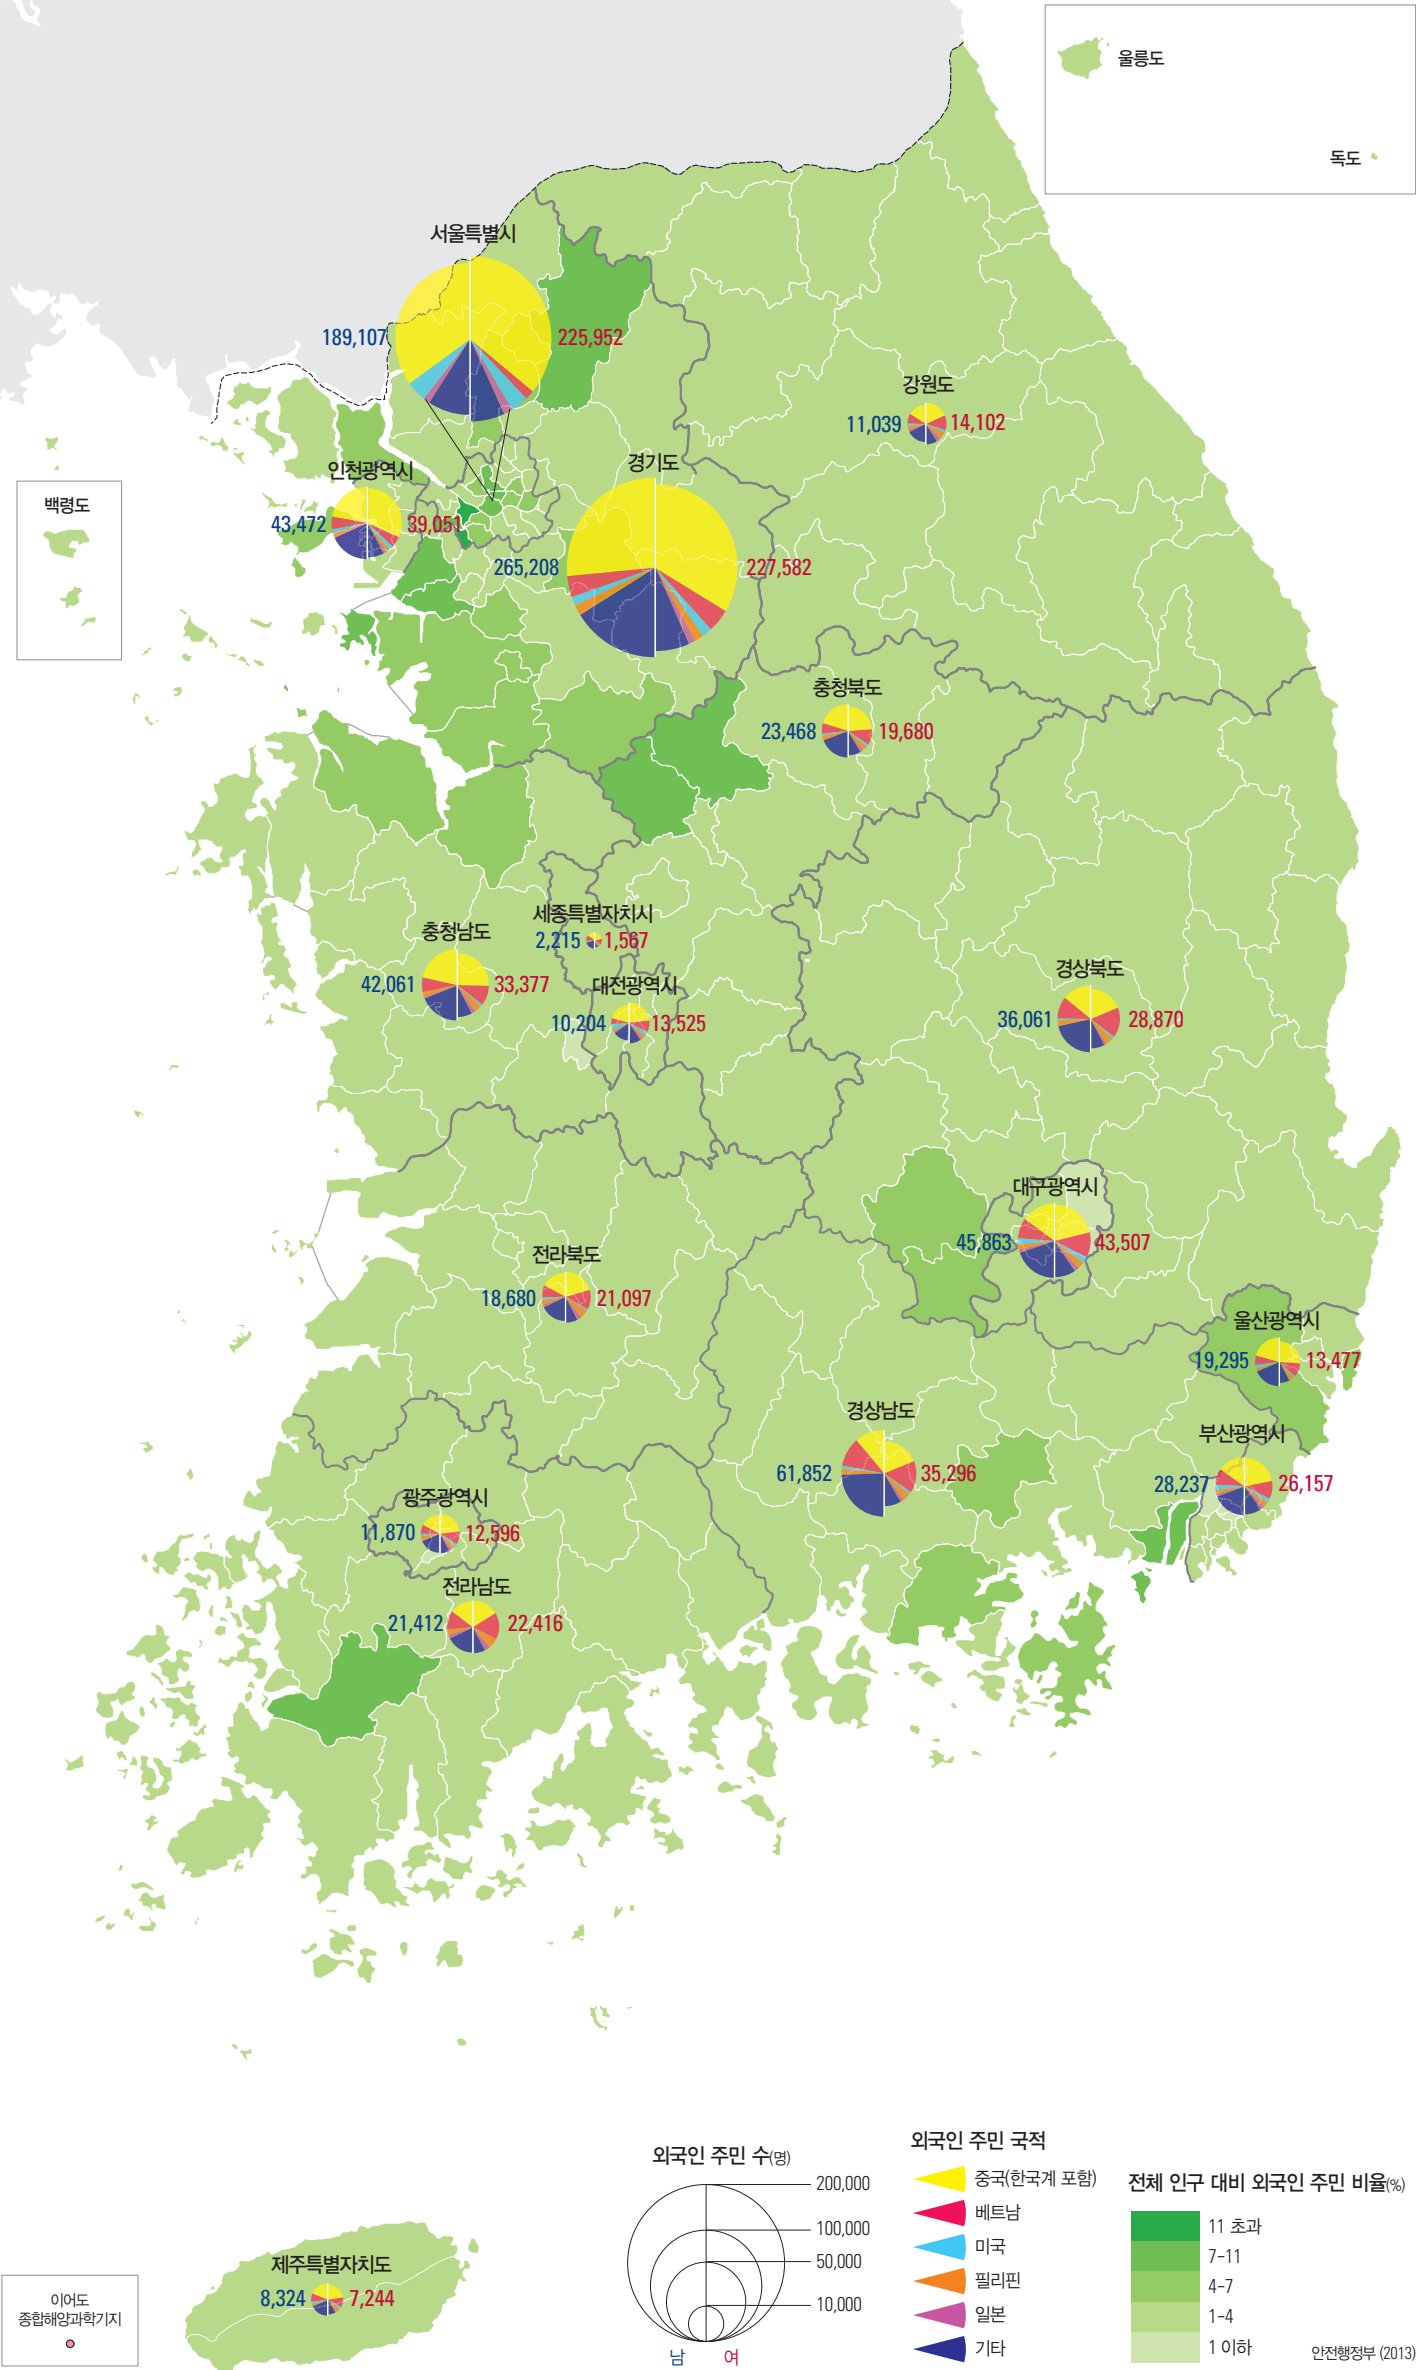 울릉도
독도
서울특별시
189,107
225,952
강원도
11,039
14,102
인천광역시
43,472
39,051
경기도
265,208
227,582
백령도
충청북도
23,468
19,680
세종특별자치시
2,215
1,567
충청남도
42,061
33,377
대전광역시
10,204
13,525
경상북도
36,061
28,870
대구광역시
45,863
43,507
전라북도
18,680
21,097
울산광역시
19,295
13,477
경상남도
61,852
35,296
부산광역시
28,237
26,157
광주광역시
11,870
12,596
전라남도
21,412
22,416
제주특별자치도
8,324
7,244
이어도
종합해양과학기지
외국인 주민 수(명)
200,000
100,000
50,000
10,000
남
여
외국인 주민 국적
중국(한국계 포함)
베트남
미국
필리핀
일본
기타
전체 인구 대비 외국인 주민 비율(%)
11 초과
7-11
4-7
1-4
1 이하
안전행정부 (2013)